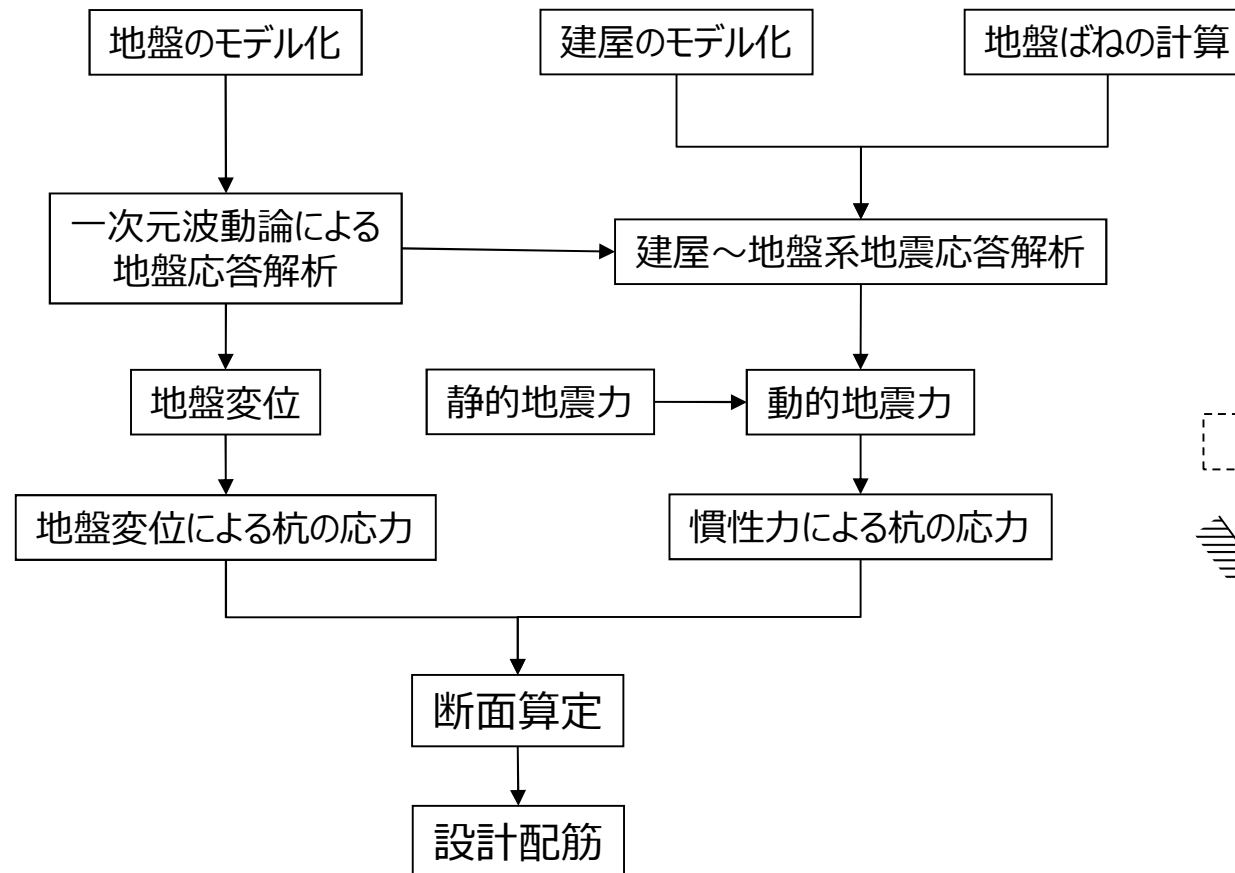 地盤のモデル化
建屋のモデル化
地盤ばねの計算
一次元波動論による
地盤応答解析
建屋～地盤系地震応答解析
地盤変位
静的地震力
動的地震力
地盤変位による杭の応力
慣性力による杭の応力
断面算定
設計配筋